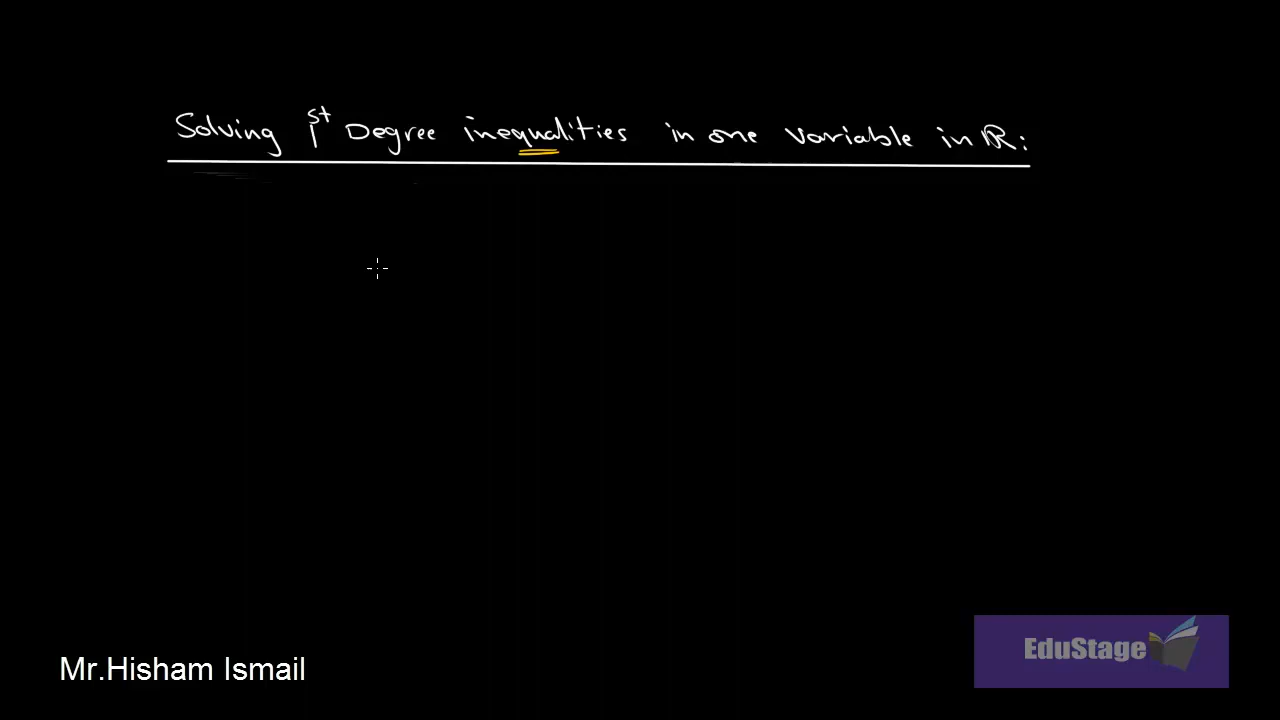 Solving 1st Degree inequalities in one variable in ℝ:
EduStage
Mr.Hisham Ismail